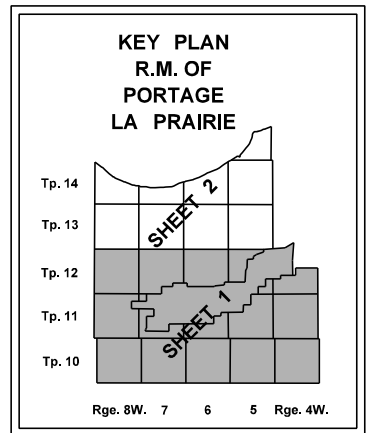 KEY PLAN
R.M. OF
PORTAGE
LA PRAIRIE
Tp. 14
Tp. 13
SHEET 2
Tp. 12
Tp. 11
SHEET 1
Tp. 10
Rge. 8W. 7 6 5 Rge. 4W.